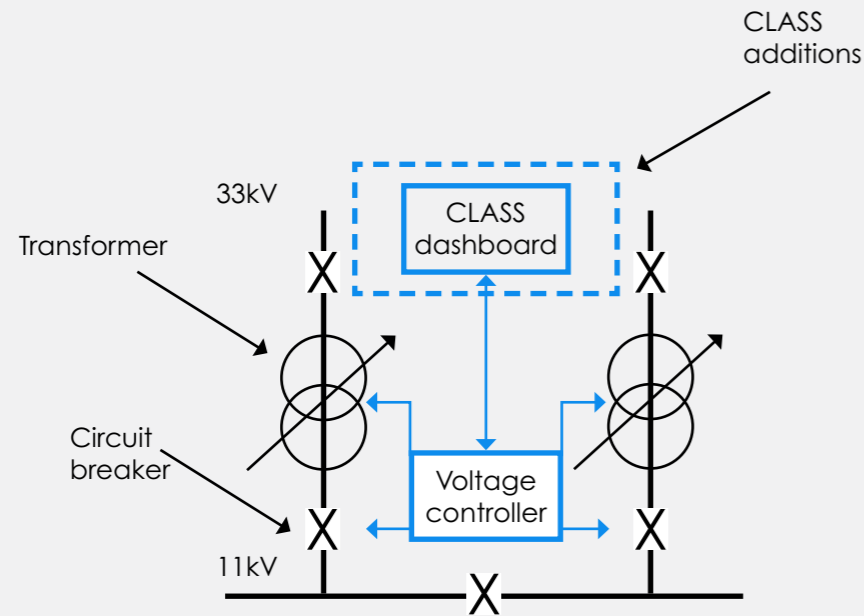 CLASS
additions
33kV
CLASS
dashboard
Transformer
Circuit
breaker
Voltage
controller
11kV